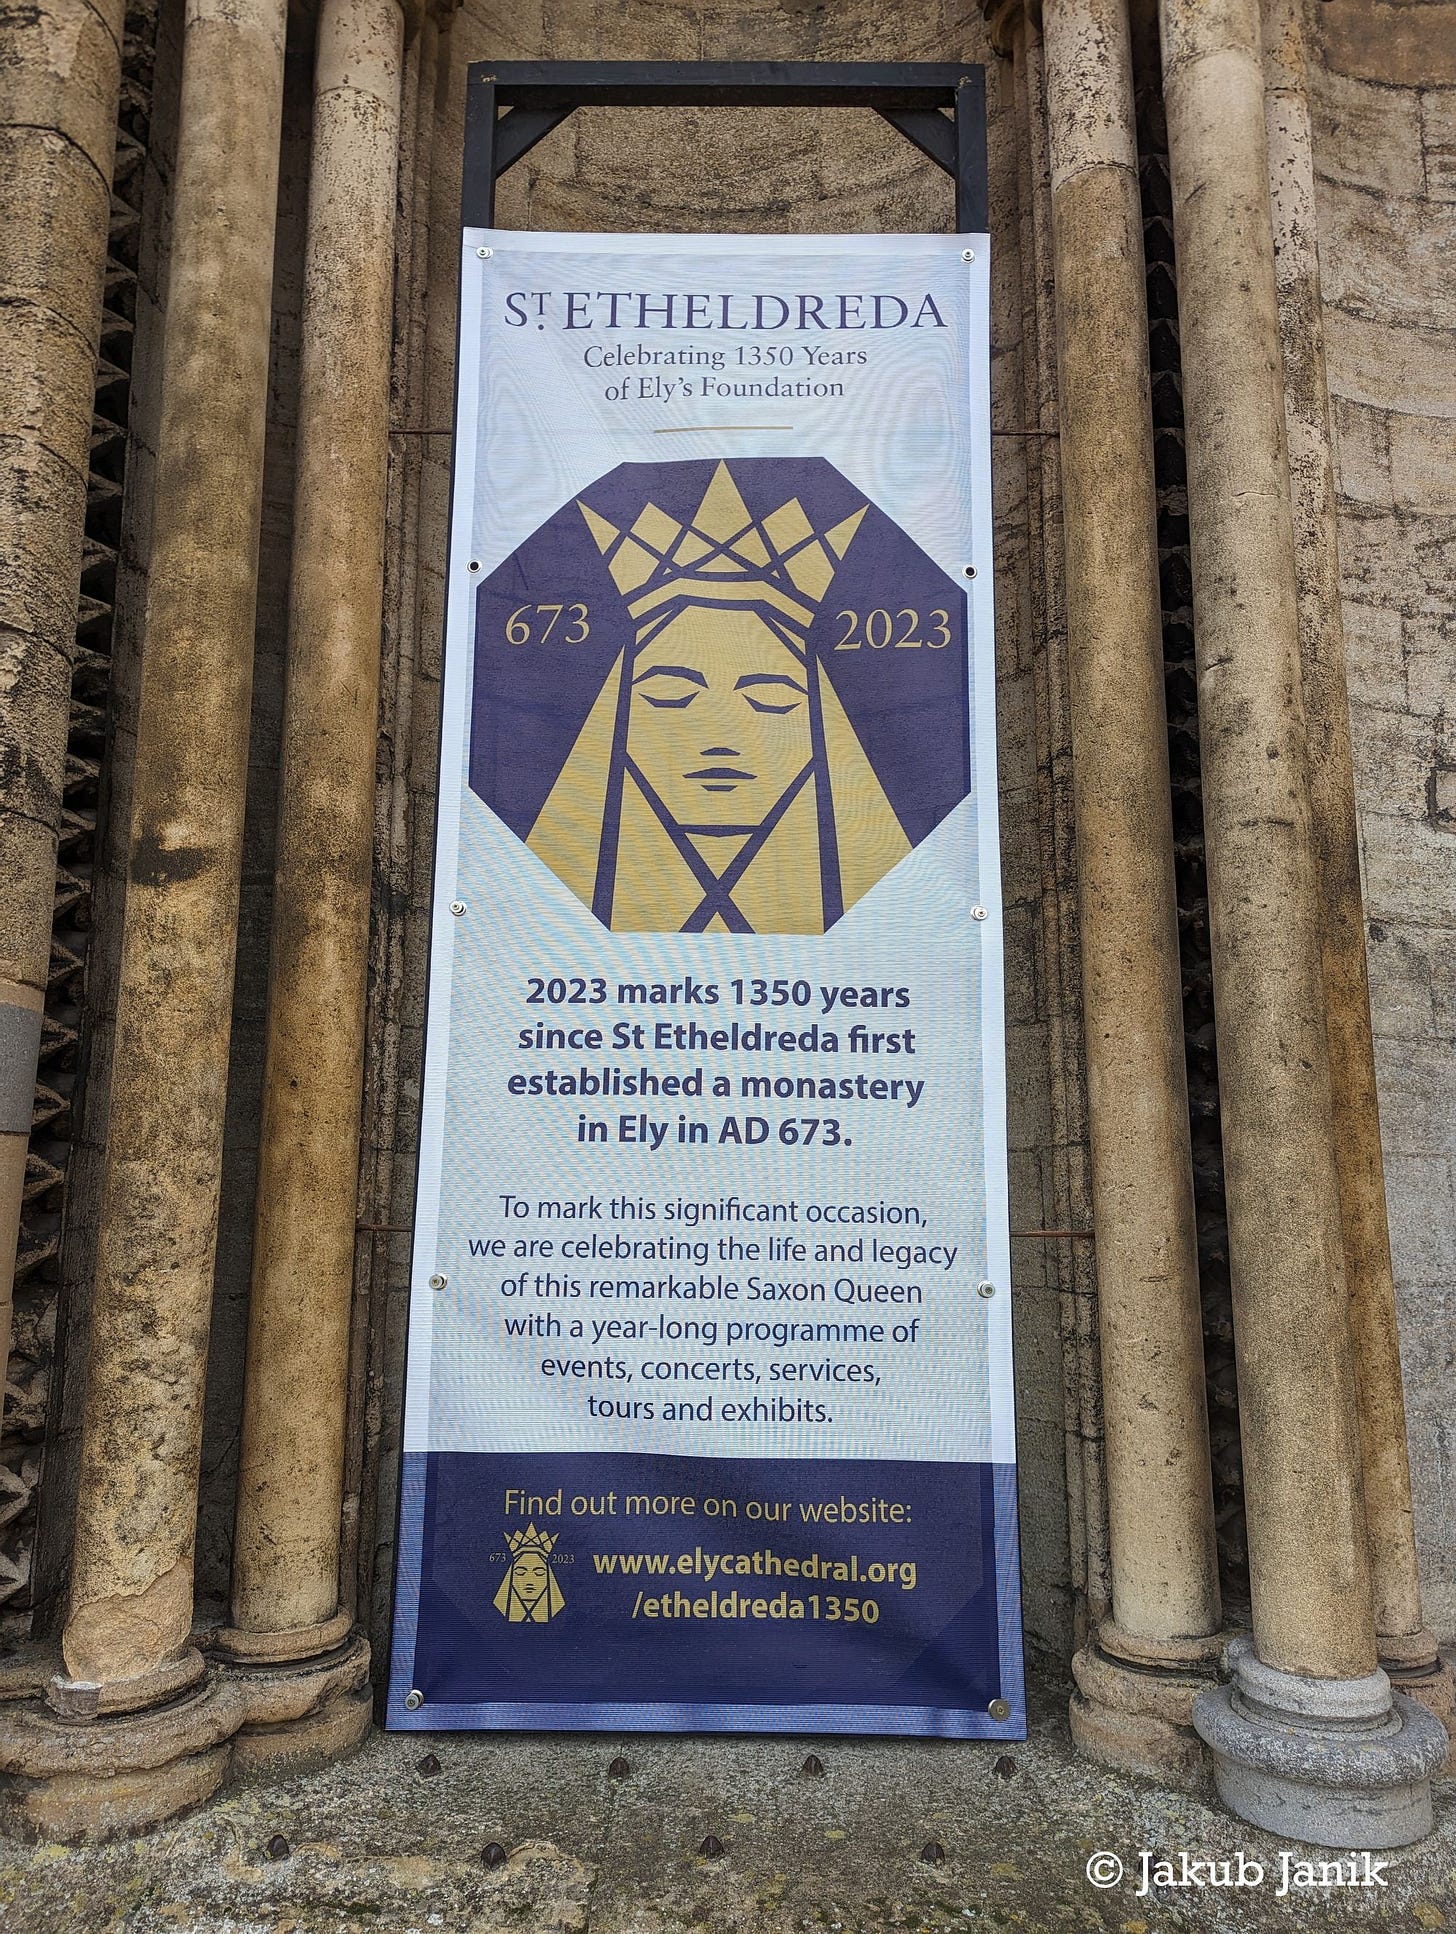 ST. ETHELDREDA
Celebrating 1350 Years
of Ely's Foundation
673
2023
2023 marks 1350 years
since St Etheldreda first
established a monastery
in Ely in AD 673.
To mark this significant occasion,
we are celebrating the life and legacy
of this remarkable Saxon Queen
with a year-long programme of
events, concerts, services,
tours and exhibits.
Find out more on our website:
673 2023
www.elycathedral.org
/etheldreda1350
© Jakub Janik